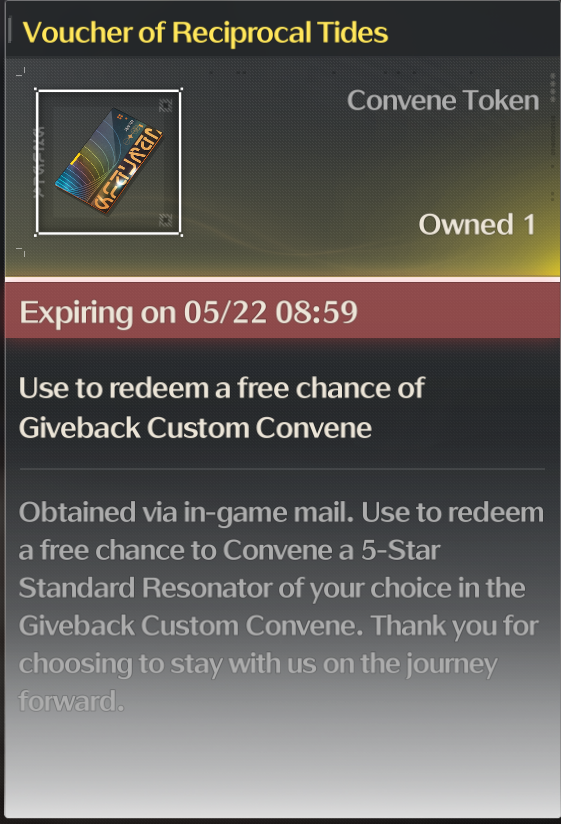 Voucher of Reciprocal Tides
Convene Token
Owned 1
Expiring on 05/22 08:59
Use to redeem a free chance of
Giveback Custom Convene
Obtained via in-game mail. Use to redeem
a free chance to Convene a 5-Star
Standard Resonator of your choice in the
Giveback Custom Convene. Thank you for
choosing to stay with us on the journey
forward.